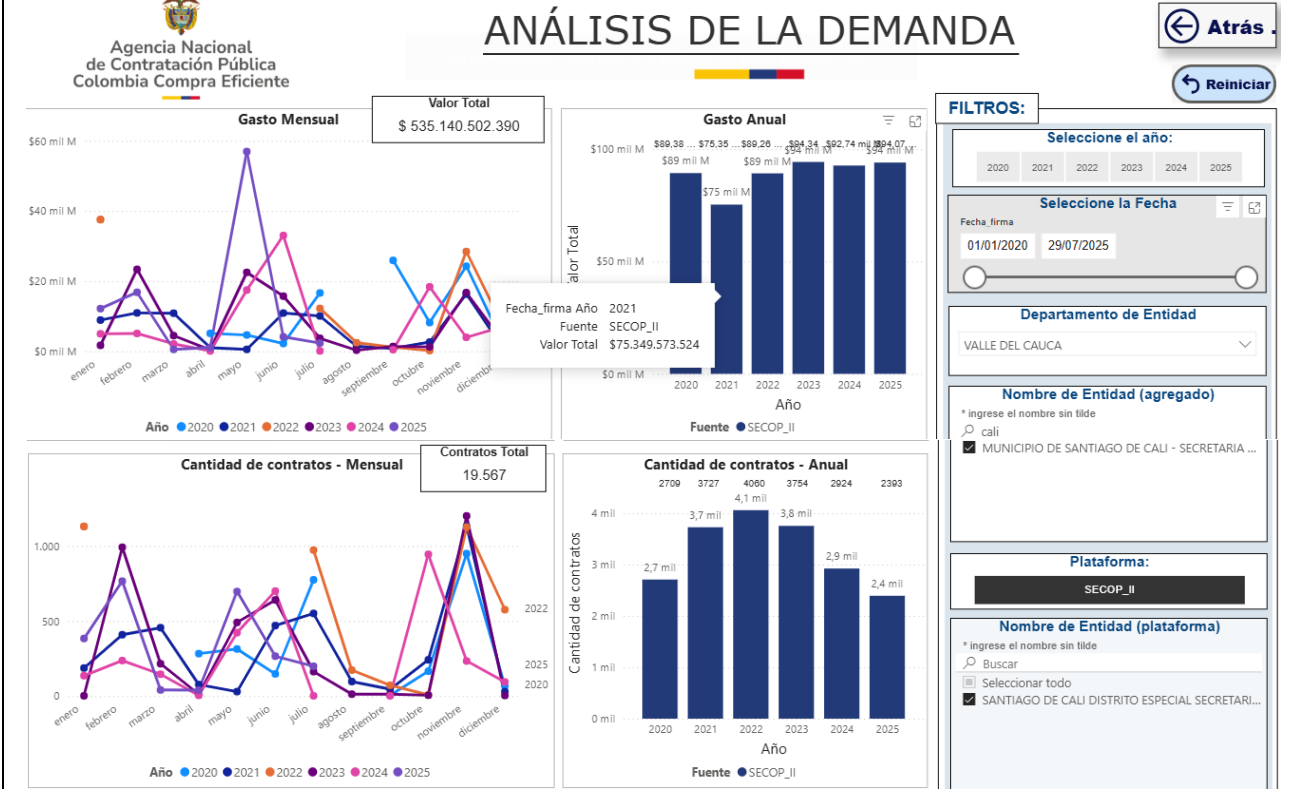 Agencia Nacional
de Contratación Pública
Colombia Compra Eficiente
ANÁLISIS DE LA DEMANDA
Atrás .
Reiniciar
Gasto Mensual
Valor Total
$ 535.140.502.390
$60 mil M
$40 mil M
$20 mil M
$0 mil M
enero
febrero
marzo
abril
mayo
junio
julio
agosto
septiembre
octubre
noviembre
Año 2020 2021 2022 2023 2024 2025
Gasto Anual
$89,38 ... $75,35 ... $89,26 ... $94,34 ... $92,74 mil $94,07
$100 mil M
$89 mil M
$75 mil M
$89 mil M
$94 mil M
$94 mil M
$50 mil M
$0 mil M
Total
Fecha_firma Año 2021
Fuente SECOP_II
Valor Total $75.349.573.524
2020 2021 2022 2023 2024 2025
Año
Fuente SECOP_II
FILTROS:
Seleccione el año:
2020 2021 2022 2023 2024 2025
Seleccione la Fecha
Fecha_firma
01/01/2020 29/07/2025
Departamento de Entidad
VALLE DEL CAUCA
Nombre de Entidad (agregado)
* ingrese el nombre sin tilde
cali
MUNICIPIO DE SANTIAGO DE CALI - SECRETARIA ...
Cantidad de contratos - Mensual
Contratos Total
19.567
1.000
500
0
2022
2025
2020
enero
febrero
marzo
abril
mayo
junio
julio
agosto
septiembre
octubre
noviembre
diciembre
Año 2020 2021 2022 2023 2024 2025
Cantidad de contratos - Anual
2709 3727 4060 3754 2924 2393
4 mil
3 mil
2 mil
1 mil
0 mil
2,7 mil
3,7 mil
4,1 mil
3,8 mil
2,9 mil
2,4 mil
Cantidad de contratos
2020 2021 2022 2023 2024 2025
Año
Fuente SECOP_II
Plataforma:
SECOP_II
Nombre de Entidad (plataforma)
* ingrese el nombre sin tilde
Buscar
Seleccionar todo
SANTIAGO DE CALI DISTRITO ESPECIAL SECRETARI...